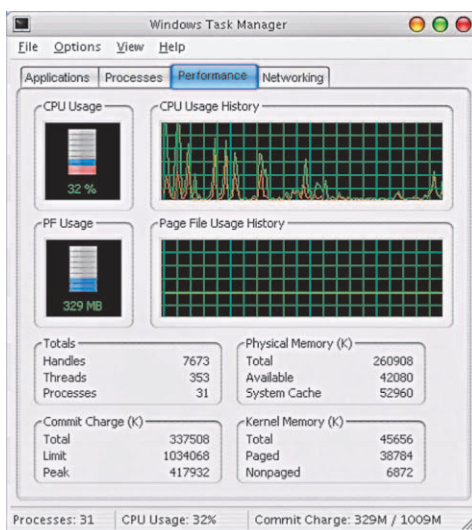 Windows Task Manager
File Options View Help
Applications Processes Performance Networking
CPU Usage
32 %
CPU Usage History
PF Usage
329 MB
Page File Usage History
Totals
Handles 7673
Threads 353
Processes 31
Physical Memory (K)
Total 260908
Available 42080
System Cache 52960
Commit Charge (K)
Total 337508
Limit 1034068
Peak 417932
Kernel Memory (K)
Total 45656
Paged 38784
Nonpaged 6872
Processes: 31 CPU Usage: 32% Commit Charge: 329M / 1009M